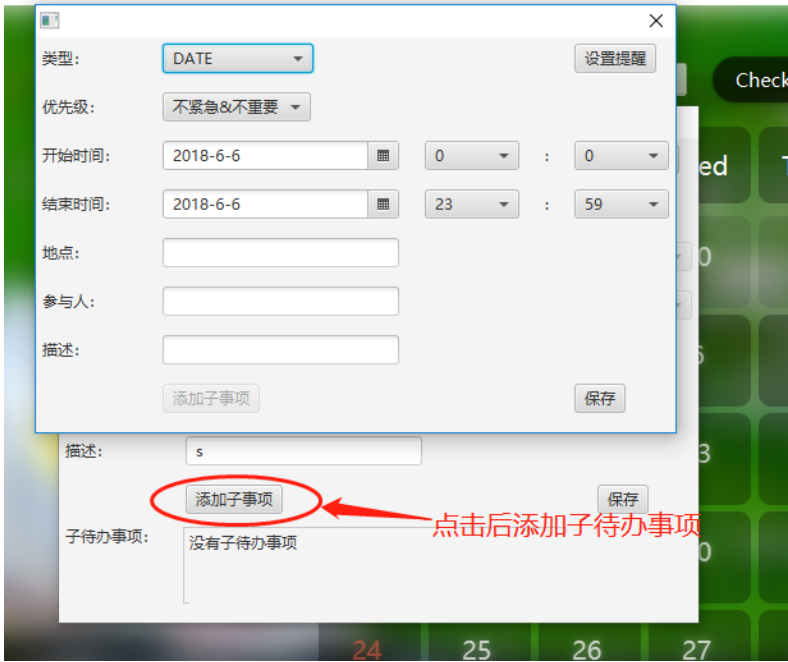 类型: DATE 设置提醒
Check
优先级: 不紧急&不重要
开始时间: 2018-6-6 0 : 0
ed
结束时间: 2018-6-6 23 : 59
地点:
0
参与人:
描述:
添加子事项 保存
描述: s
3
添加子事项 保存
点击后添加子待办事项
子待办事项: 没有子待办事项
0
24 25 26 27